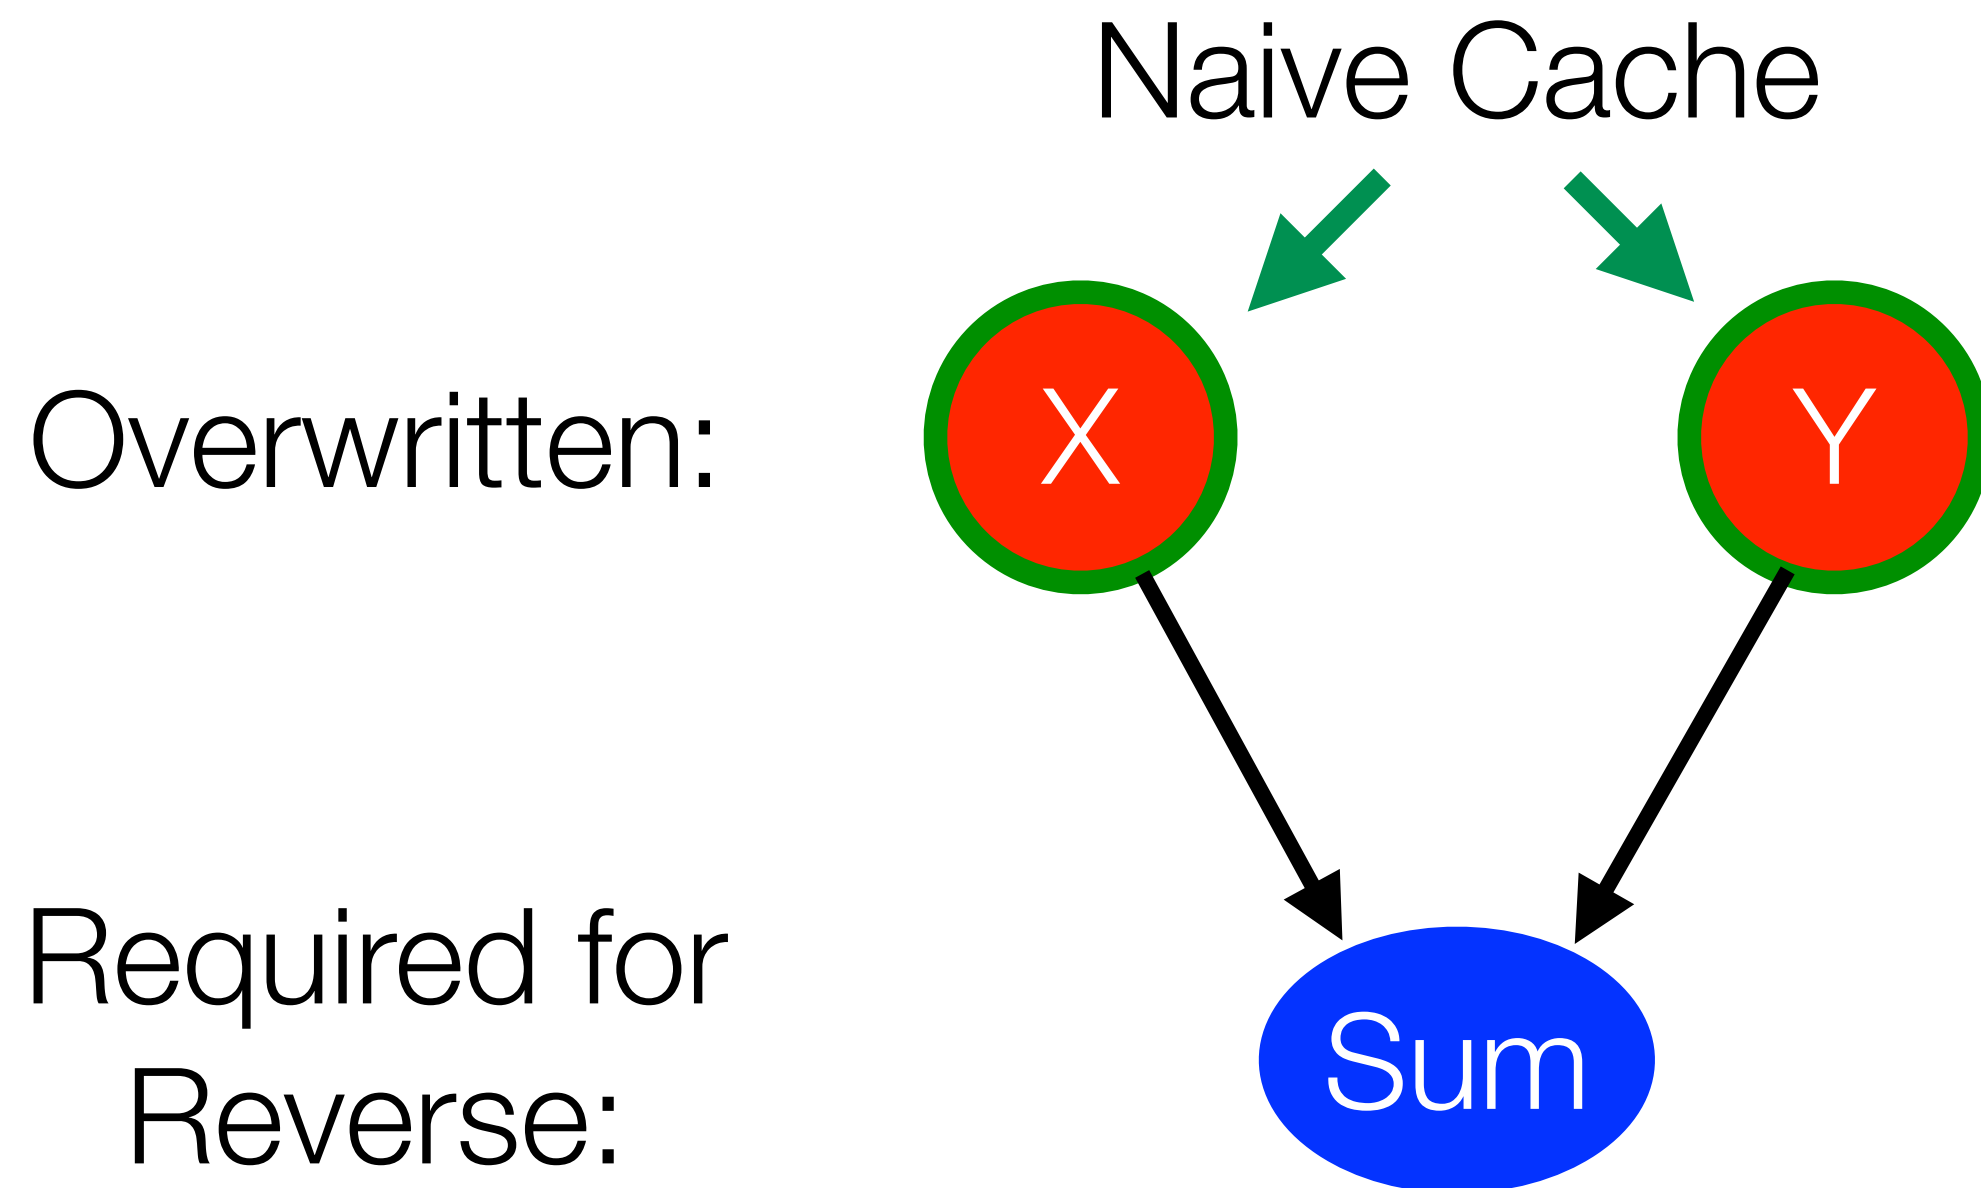 Naive Cache
Overwritten:
X
Y
Required for
Reverse:
Sum